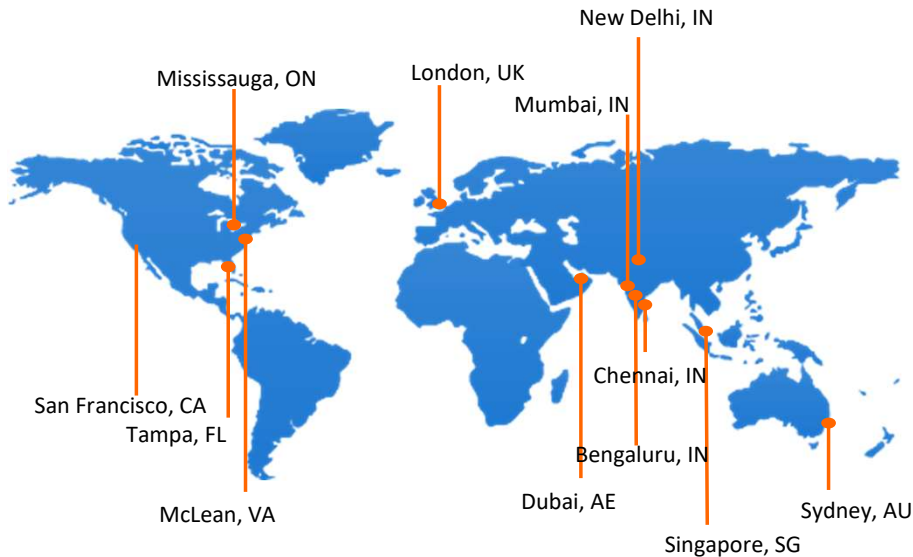 New Delhi, IN
Mississauga, ON
London, UK
Mumbai, IN
Chennai, IN
San Francisco, CA
Tampa, FL
Bengaluru, IN
Dubai, AE
McLean, VA
Sydney, AU
Singapore, SG